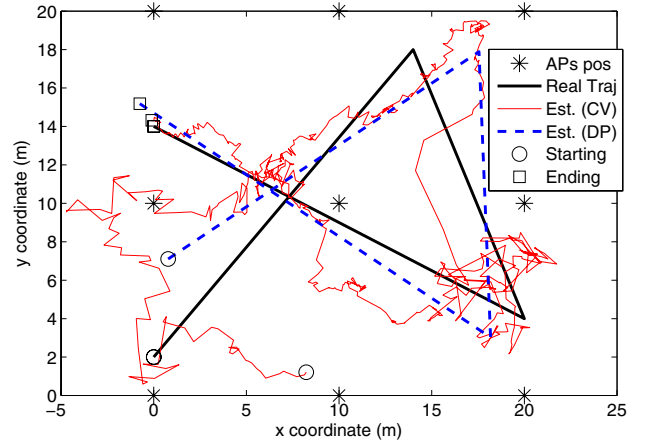 20
18
16
14
12
10
8
6
4
2
0
−5
0
5
10
15
20
25
y coordinate (m)
x coordinate (m)
APs pos
Real Traj
Est. (CV)
Est. (DP)
Starting
Ending